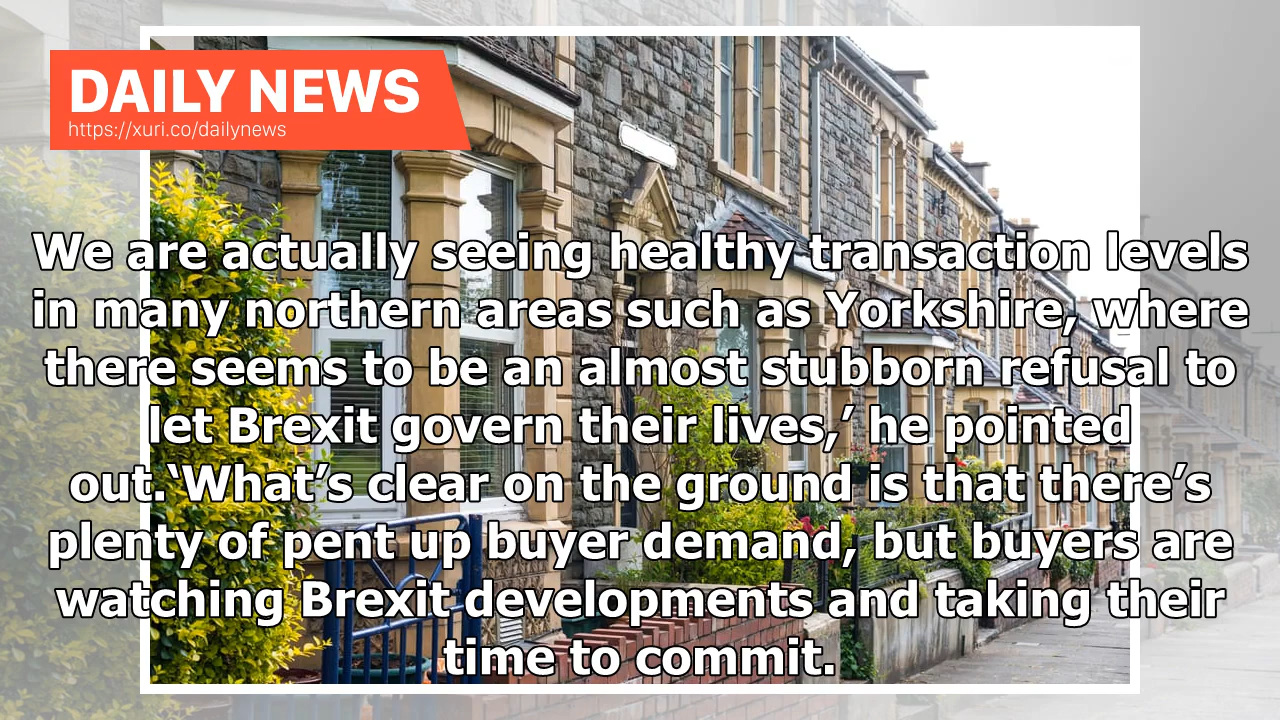 DAILY NEWS
https://xuri.co/dailynews
We are actually seeing healthy transaction levels
in many northern areas such as Yorkshire, where
there seems to be an almost stubborn refusal to
let Brexit govern their lives,’ he pointed
out.‘What’s clear on the ground is that there’s
plenty of pent up buyer demand, but buyers are
watching Brexit developments and taking their
time to commit.